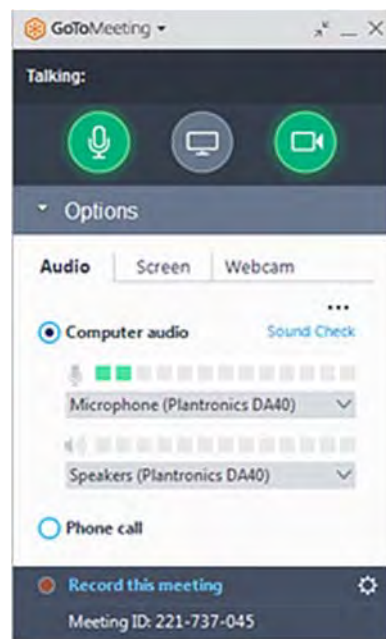 GoToMeeting
Talking:
Options
Audio Screen Webcam
...
Computer audio Sound Check
Microphone (Plantronics DA40)
Speakers (Plantronics DA40)
Phone call
Record this meeting
Meeting ID: 221-737-045